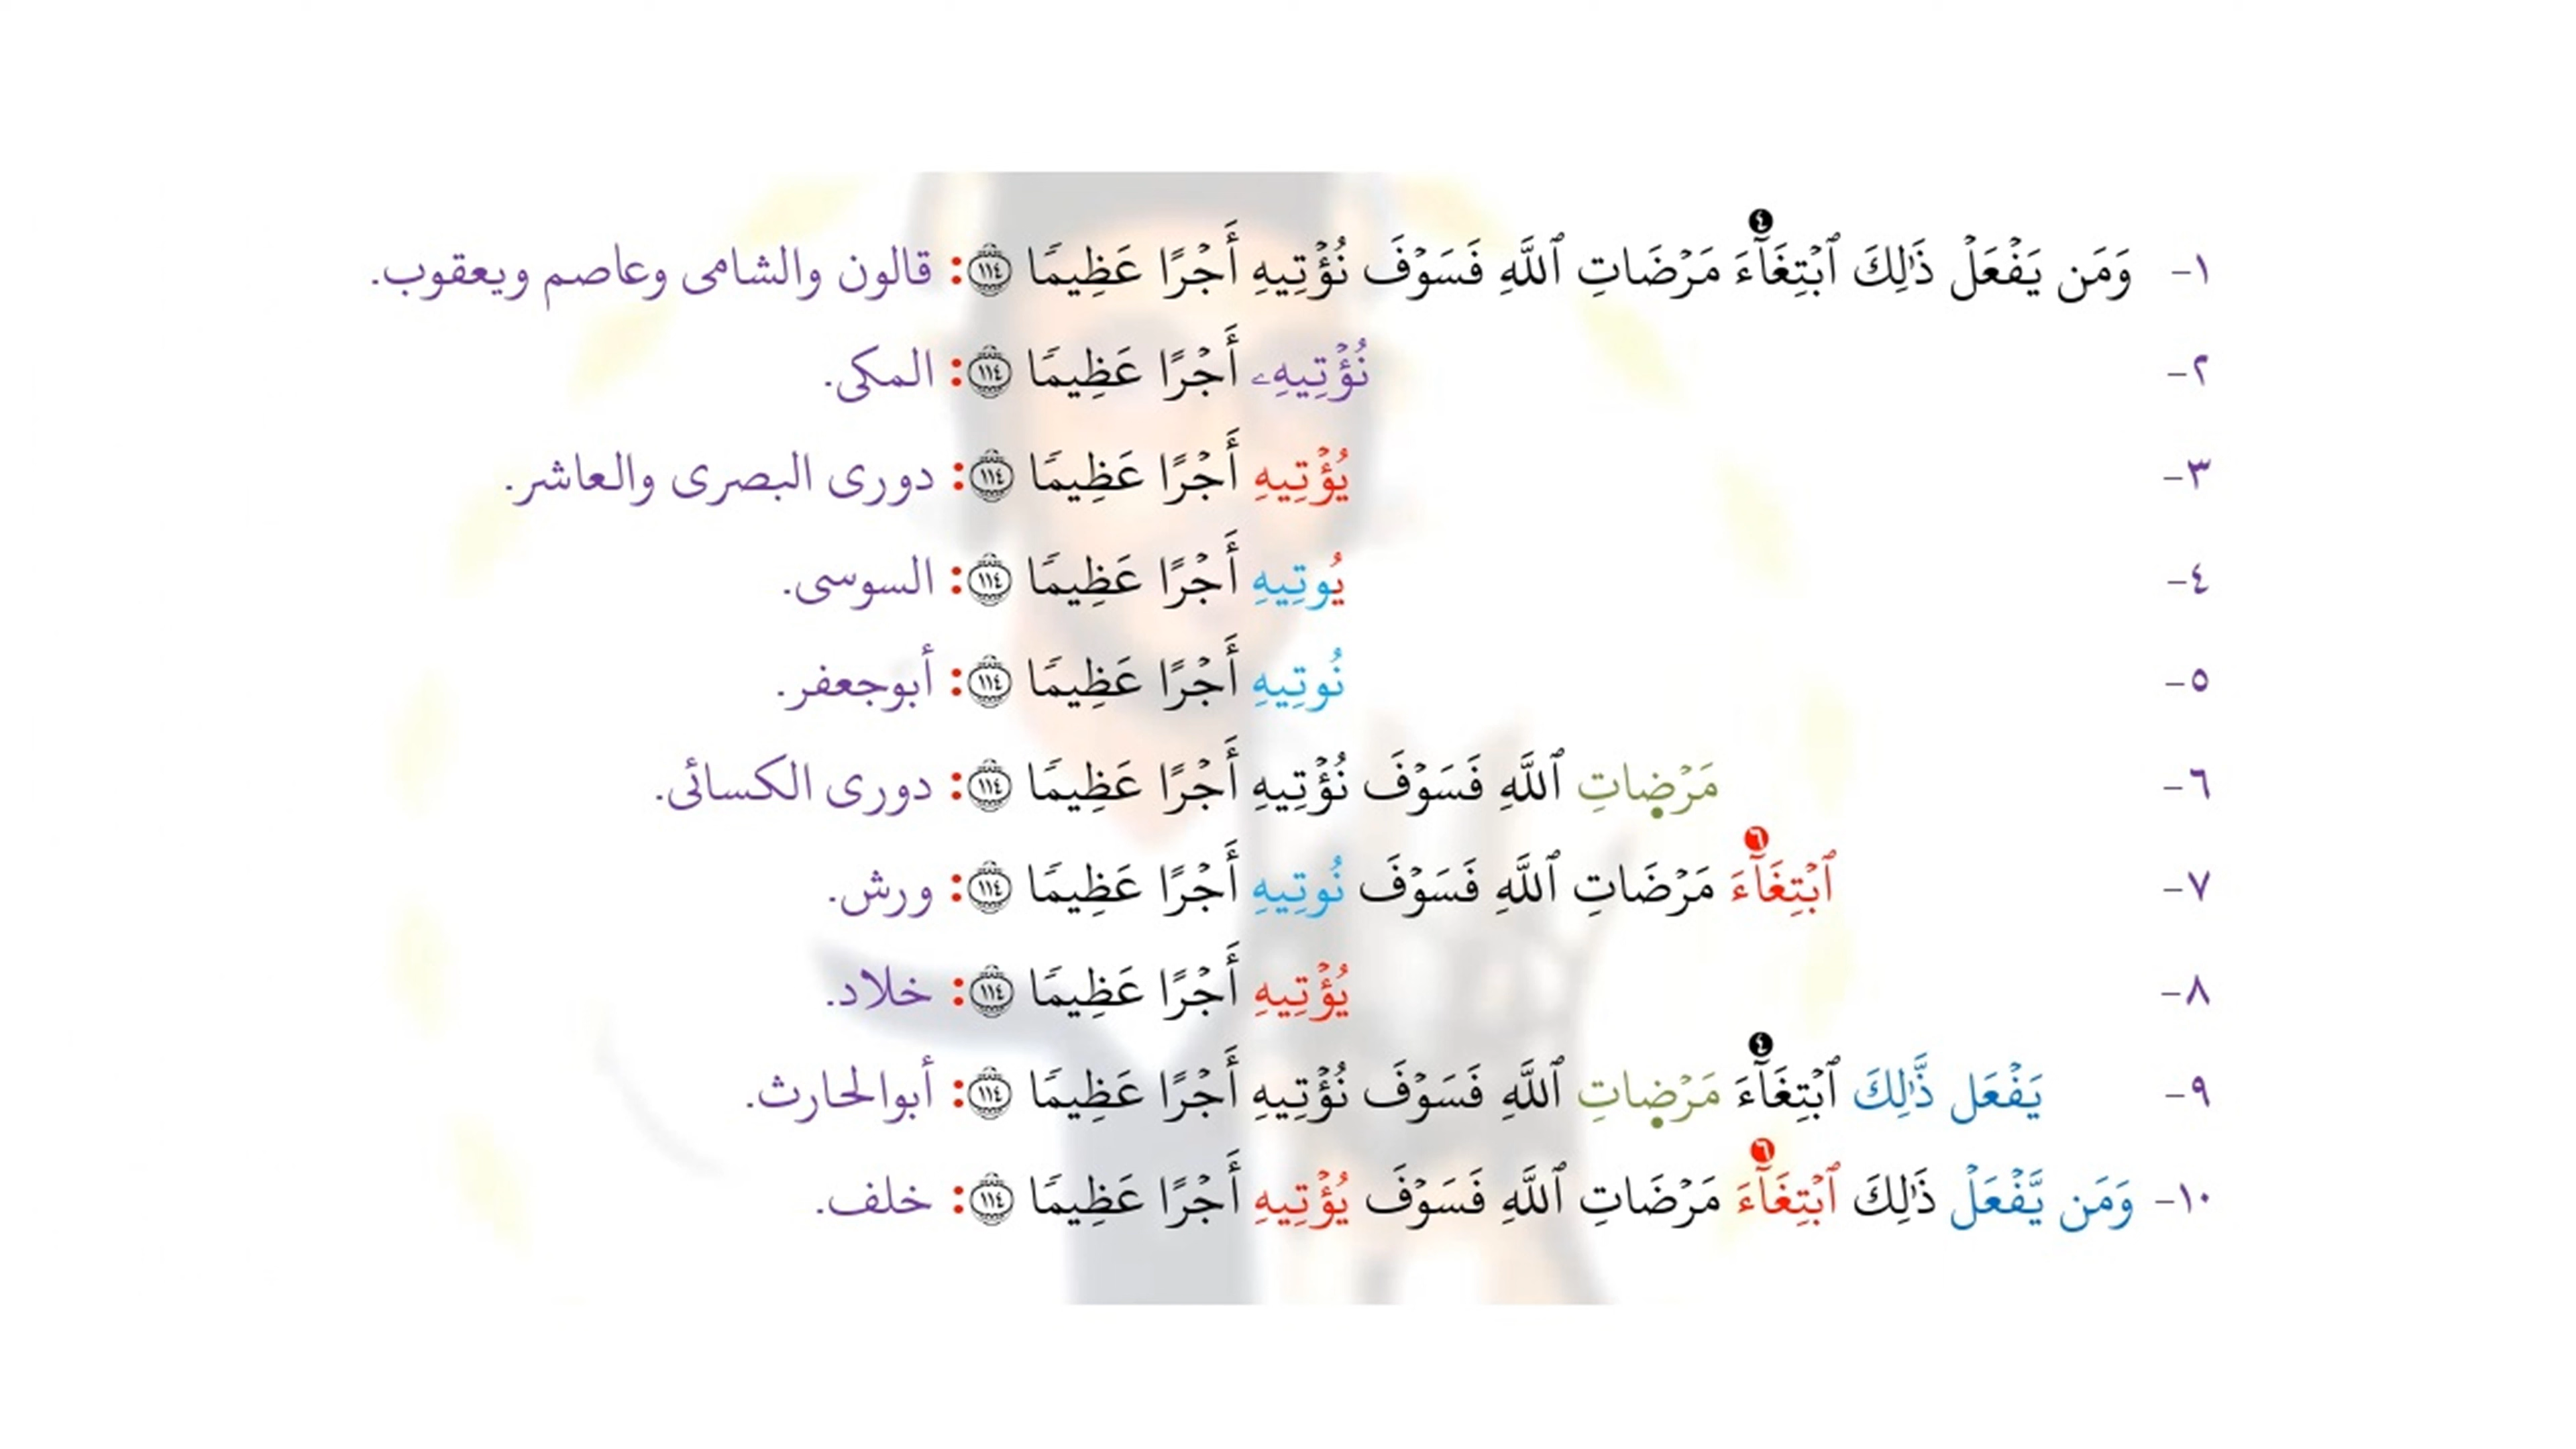 ١- وَمَن يَفۡعَلۡ ذَٰلِكَ ٱبۡتِغَآءَ مَرۡضَاتِ ٱللَّهِ فَسَوۡفَ نُؤۡتِيهِ أَجۡرًا عَظِيمٗا ١١٤ : قالون والشامى وعاصم ويعقوب.
٢- نُؤۡتِيهِۦ أَجۡرًا عَظِيمٗا ١١٤ : المكى.
٣- يُؤۡتِيهِ أَجۡرًا عَظِيمٗا ١١٤ : دورى البصرى والعاشر.
٤- يُوتِيهِ أَجۡرًا عَظِيمٗا ١١٤ : السوسى.
٥- نُوتِيهِ أَجۡرًا عَظِيمٗا ١١٤ : أبوجعفر.
٦- مَرۡضِاتِ ٱللَّهِ فَسَوۡفَ نُؤۡتِيهِ أَجۡرًا عَظِيمٗا ١١٤ : دورى الكسائى.
٧- ٱبۡتِغَآءَ مَرۡضَاتِ ٱللَّهِ فَسَوۡفَ نُوتِيهِ أَجۡرًا عَظِيمٗا ١١٤ : ورش.
٨- يُؤۡتِيهِ أَجۡرًا عَظِيمٗا ١١٤ : خلاد.
٩- يَفۡعَل ذَّٰلِكَ ٱبۡتِغَآءَ مَرۡضِاتِ ٱللَّهِ فَسَوۡفَ نُؤۡتِيهِ أَجۡرًا عَظِيمٗا ١١٤ : أبوالحارث.
١٠- وَمَن يَّفۡعَلۡ ذَٰلِكَ ٱبۡتِغَآءَ مَرۡضَاتِ ٱللَّهِ فَسَوۡفَ يُؤۡتِيهِ أَجۡرًا عَظِيمٗا ١١٤ : خلف.